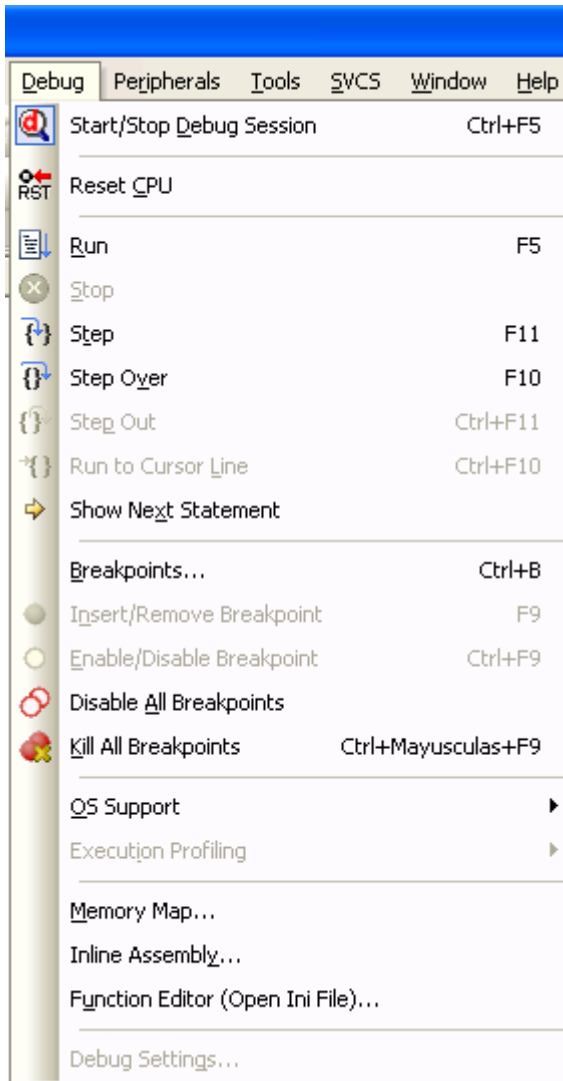 Debug Peripherals Tools SVCS Window Help
d Start/Stop Debug Session Ctrl+F5
RST Reset CPU
Run F5
Stop
{} Step F11
{} Step Over F10
{} Step Out Ctrl+F11
{} Run to Cursor Line Ctrl+F10
Show Next Statement
Breakpoints... Ctrl+B
Insert/Remove Breakpoint F9
Enable/Disable Breakpoint Ctrl+F9
Disable All Breakpoints
Kill All Breakpoints Ctrl+Mayusculas+F9
OS Support
Execution Profiling
Memory Map...
Inline Assembly...
Function Editor (Open Ini File)...
Debug Settings...